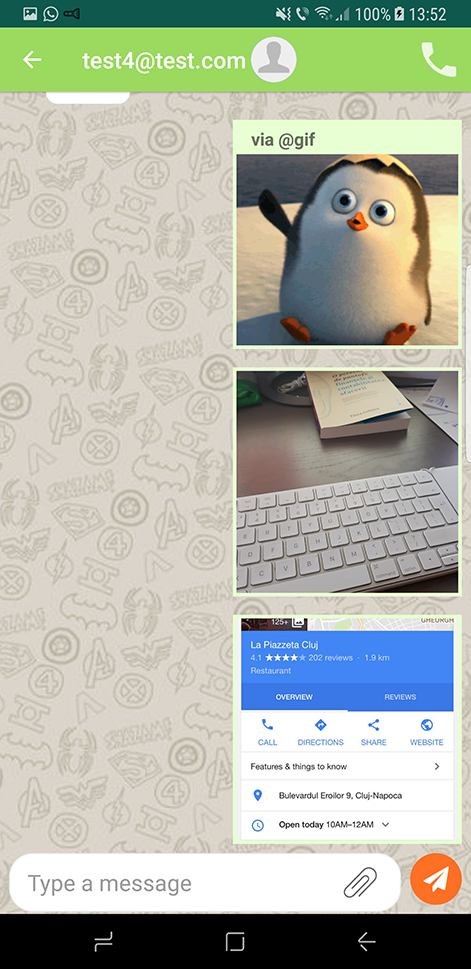 100% 13:52
test4@test.com
via @gif
125+
GHEORGH
La Piazzeta Cluj
4.1 ★★★★★ 202 reviews · 1.9 km
Restaurant
OVERVIEW REVIEWS
CALL DIRECTIONS SHARE WEBSITE
Features & things to know
Bulevardul Eroilor 9, Cluj-Napoca
Open today 10AM–12AM
Type a message